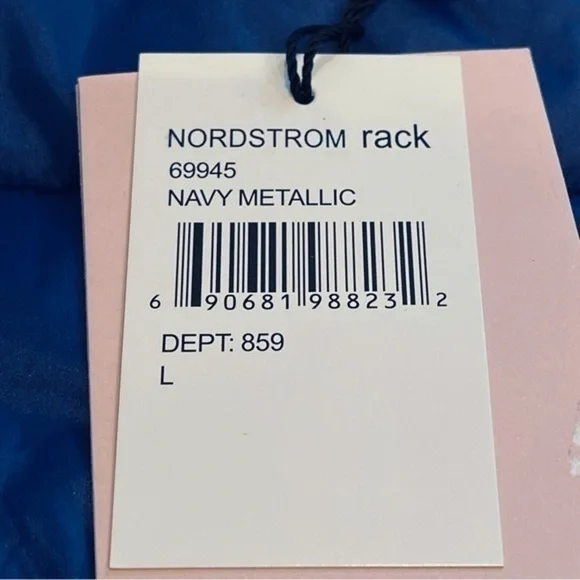 NORDSTROM rack
69945
NAVY METALLIC
6 90681 98823 2
DEPT: 859
L